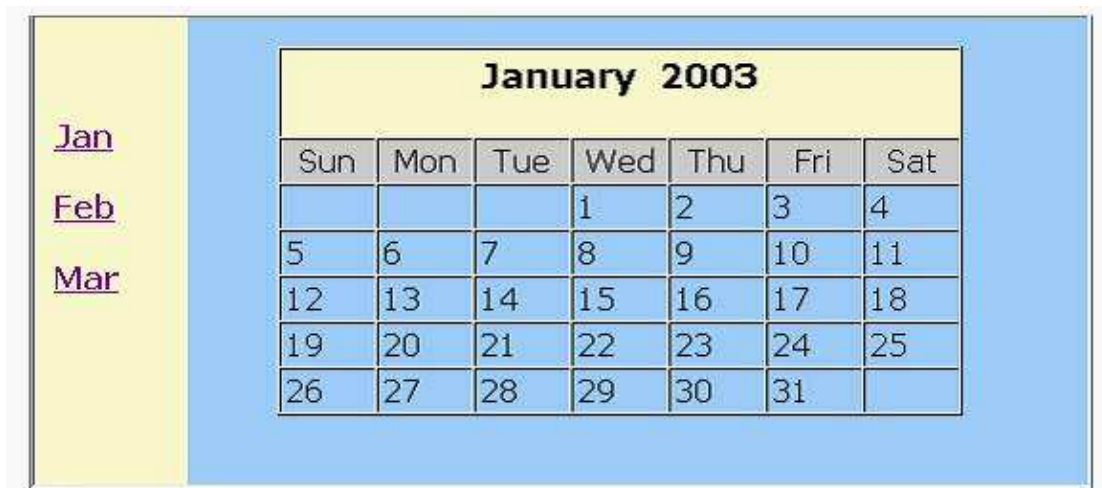 Jan
Feb
Mar
January 2003
Sun Mon Tue Wed Thu Fri Sat
1 2 3 4
5 6 7 8 9 10 11
12 13 14 15 16 17 18
19 20 21 22 23 24 25
26 27 28 29 30 31